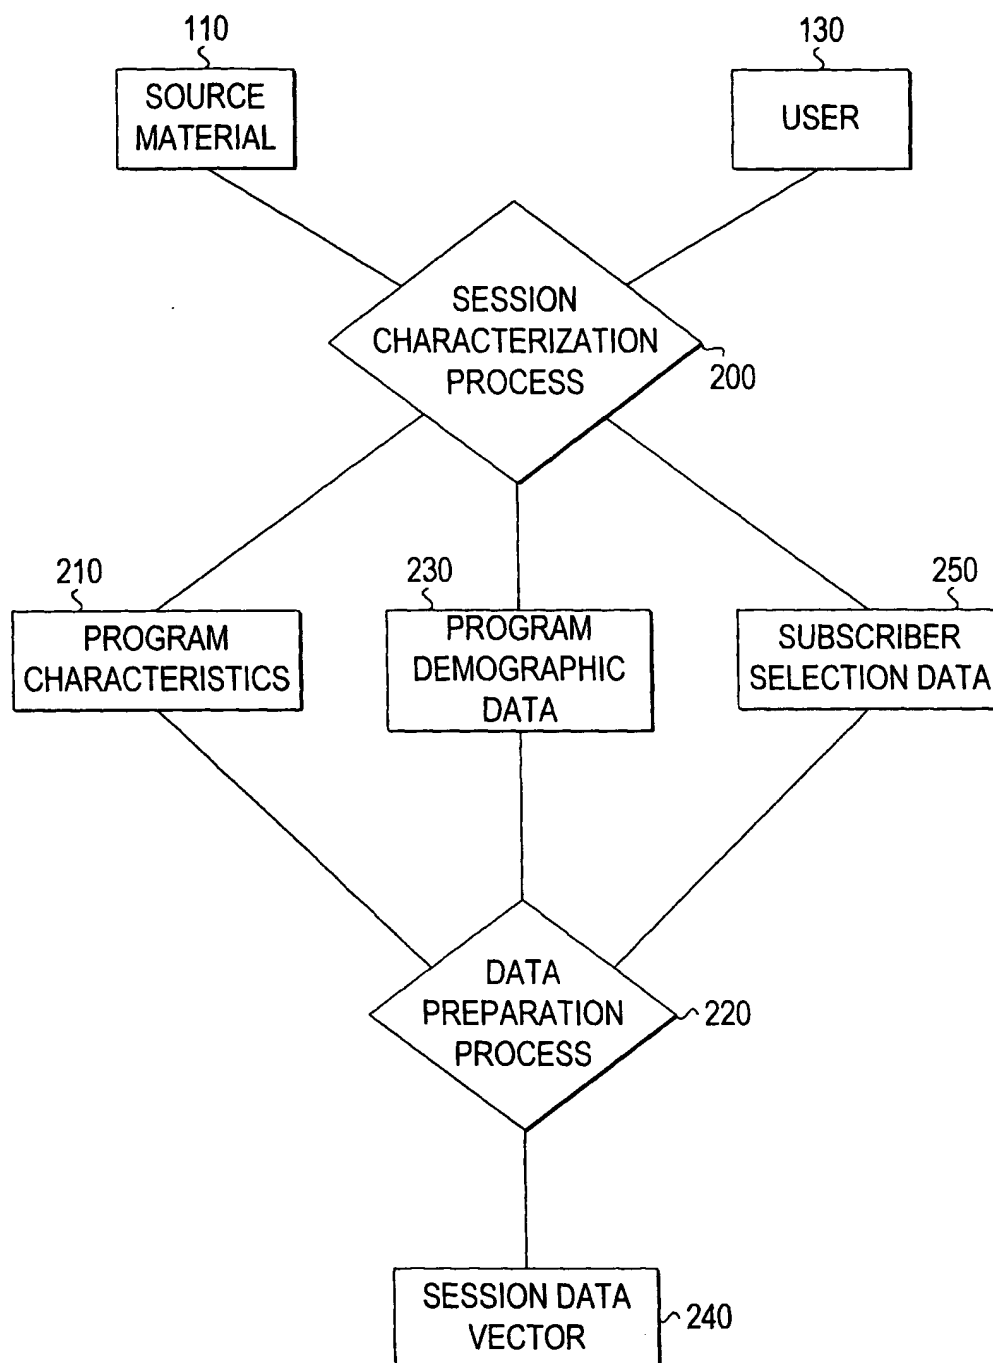 110
SOURCE
MATERIAL
130
USER
SESSION
CHARACTERIZATION
PROCESS
200
210
PROGRAM
CHARACTERISTICS
230
PROGRAM
DEMOGRAPHIC
DATA
250
SUBSCRIBER
SELECTION DATA
DATA
PREPARATION
PROCESS
220
SESSION DATA
VECTOR
240